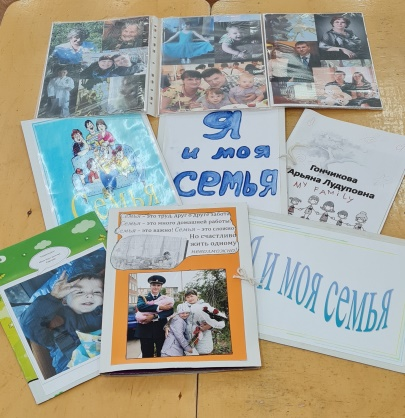 Семья
Я
и моя
семья
Гончикова
Арьяна Лудуповна
MY FAMILY
Семья – это труд, друг о друге забота
Семья – это много домашней работы
Семья – это важно! Семья – это сложно
Но счастливо
жить одному
невозможно!
Я и моя семья